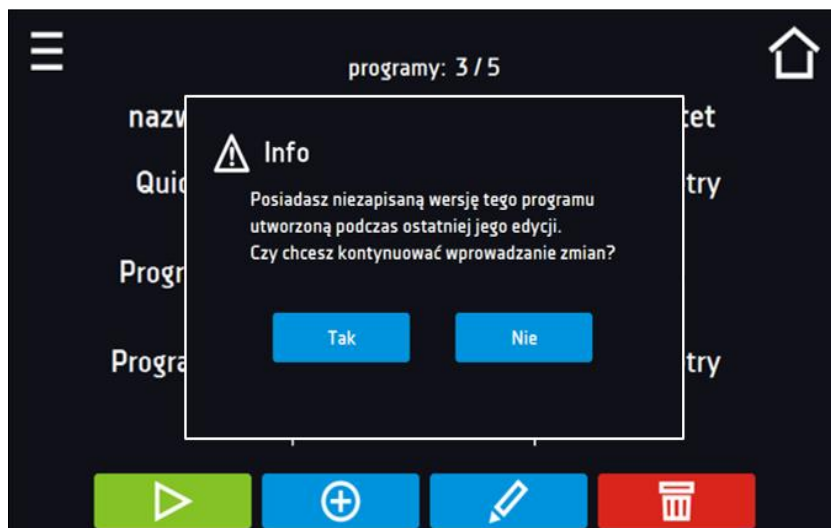 programy: 3 / 5
Info
Posiadasz niezapisaną wersję tego programu
utworzoną podczas ostatniej jego edycji.
Czy chcesz kontynuować wprowadzanie zmian?
Tak Nie